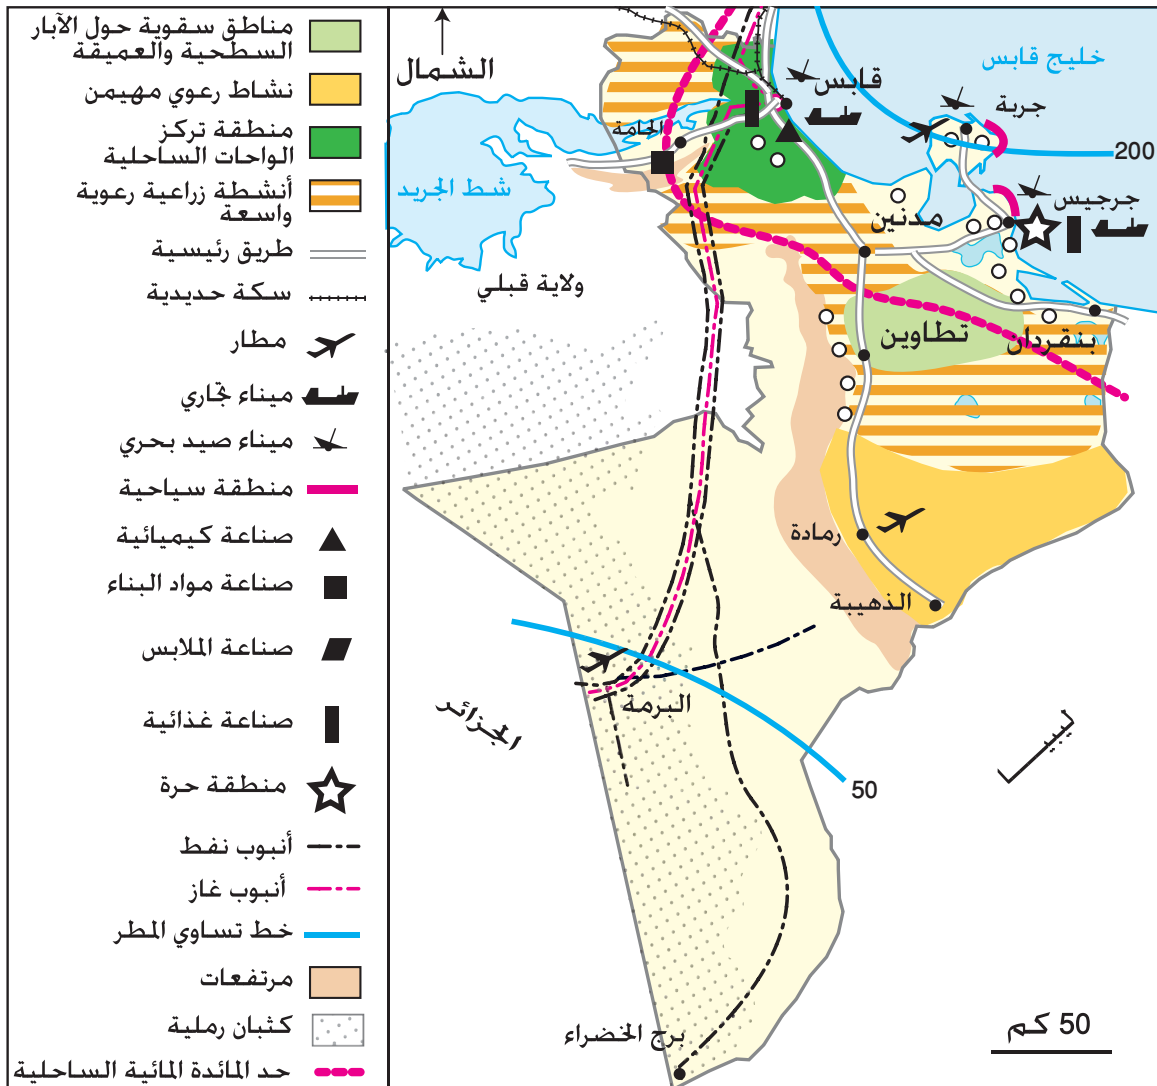 مناطق سقوية حول الآبار
السطحية والعميقة
نشاط رعوي مهيمن
منطقة تركز
الواحات الساحلية
أنشطة زراعية رعوية
واسعة
طريق رئيسية
سكة حديدية
مطار
ميناء تجاري
ميناء صيد بحري
منطقة سياحية
صناعة كيميائية
صناعة مواد البناء
صناعة الملابس
صناعة غذائية
منطقة حرة
أنبوب نفط
أنبوب غاز
خط تساوي المطر
مرتفعات
كثبان رملية
حد المائدة المائية الساحلية
الشمال
خليج قابس
قابس
جربة
الحامة
200
شط الجريد
جرجيس
مدنين
ولاية قبلي
تطاوين
بنقردان
رمادة
الذهيبة
البرمة
الجزائر
ليبيا
50
برج الخضراء
50 كم